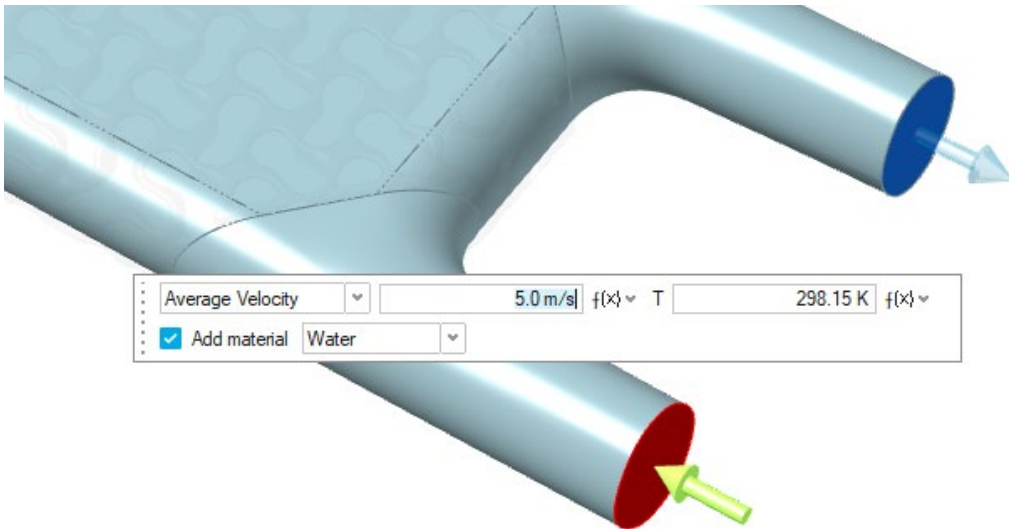 Average Velocity 5.0 m/s f(x) T 298.15 K f(x)
Add material Water